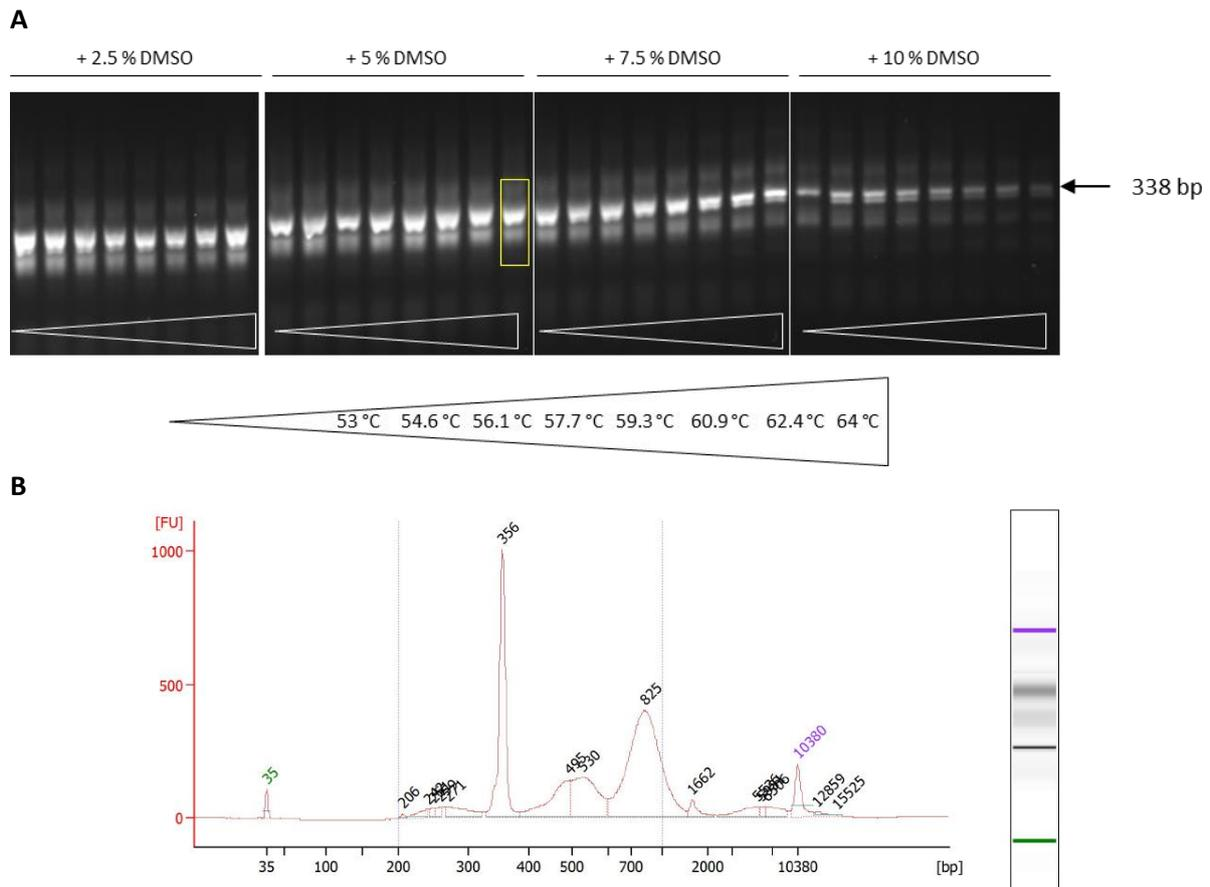 A
+ 2.5 % DMSO
+ 5 % DMSO
+ 7.5 % DMSO
+ 10 % DMSO
338 bp
53 °C 54.6 °C 56.1 °C 57.7 °C 59.3 °C 60.9 °C 62.4 °C 64 °C
B
[FU]
1000
500
0
35
206
271
356
495
530
825
1662
10380
12859
15525
35 100 200 300 400 500 700 2000 10380 [bp]